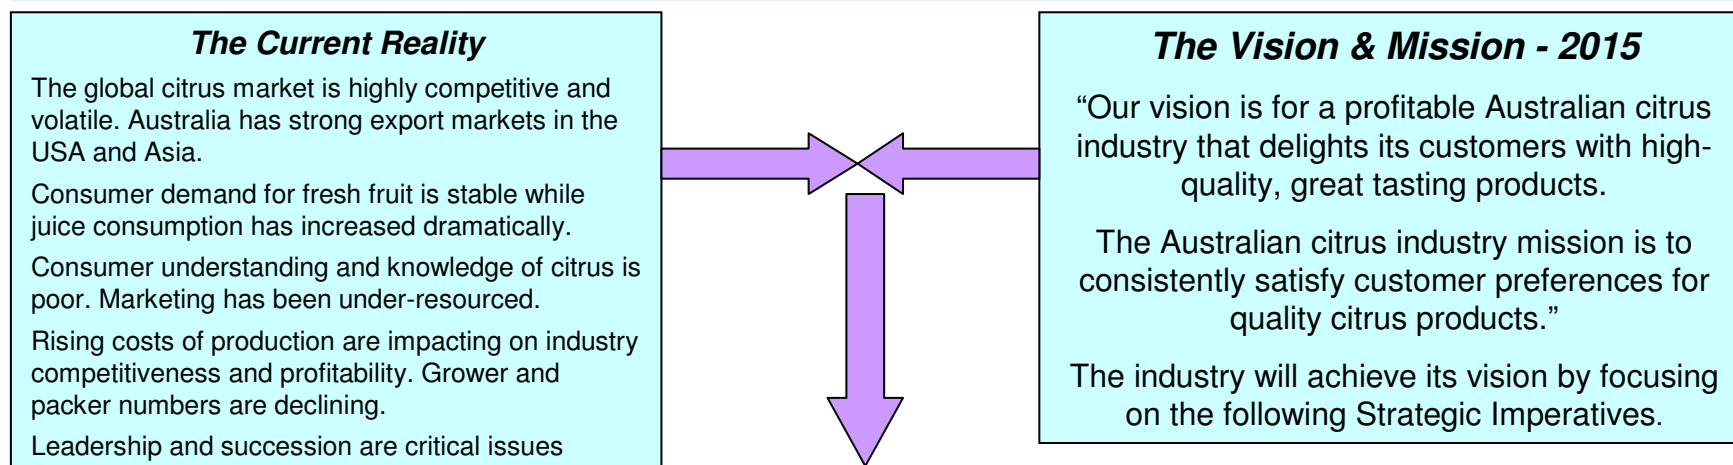 The Current Reality
The global citrus market is highly competitive and
volatile. Australia has strong export markets in the
USA and Asia.
Consumer demand for fresh fruit is stable while
juice consumption has increased dramatically.
Consumer understanding and knowledge of citrus is
poor. Marketing has been under-resourced.
Rising costs of production are impacting on industry
competitiveness and profitability. Grower and
packer numbers are declining.
Leadership and succession are critical issues
The Vision & Mission - 2015
“Our vision is for a profitable Australian citrus
industry that delights its customers with high-
quality, great tasting products.
The Australian citrus industry mission is to
consistently satisfy customer preferences for
quality citrus products.”
The industry will achieve its vision by focusing
on the following Strategic Imperatives.